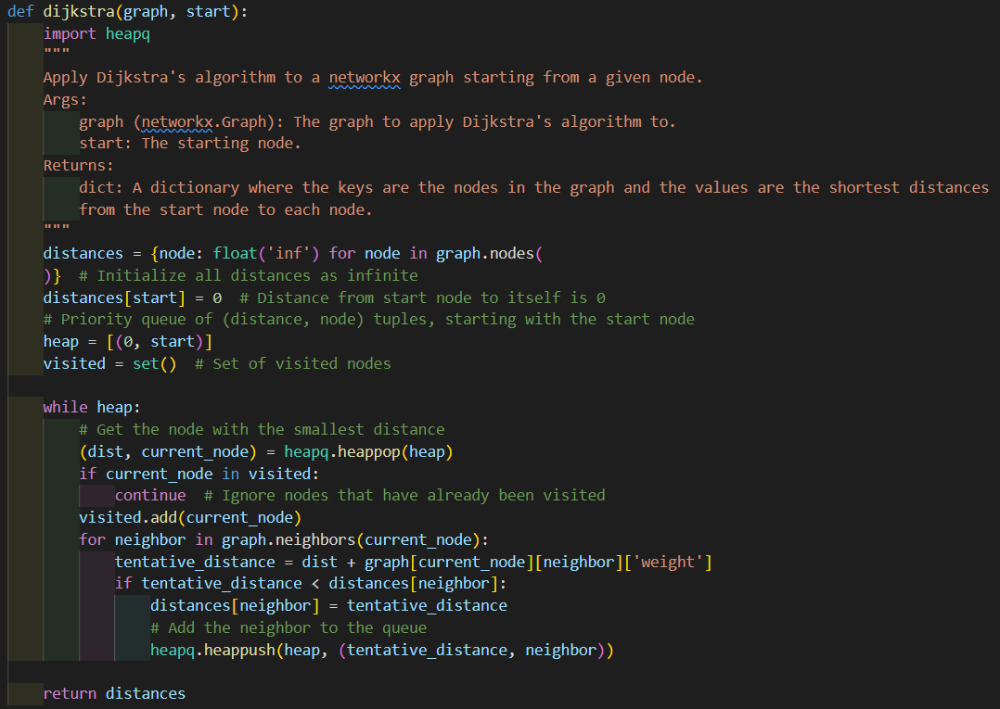 def dijkstra(graph, start):
    import heapq
    """
    Apply Dijkstra's algorithm to a networkx graph starting from a given node.
    Args:
        graph (networkx.Graph): The graph to apply Dijkstra's algorithm to.
        start: The starting node.
    Returns:
        dict: A dictionary where the keys are the nodes in the graph and the values are the shortest distances
        from the start node to each node.
    """
    distances = {node: float('inf') for node in graph.nodes(
    )}  # Initialize all distances as infinite
    distances[start] = 0  # Distance from start node to itself is 0
    # Priority queue of (distance, node) tuples, starting with the start node
    heap = [(0, start)]
    visited = set()  # Set of visited nodes

    while heap:
        # Get the node with the smallest distance
        (dist, current_node) = heapq.heappop(heap)
        if current_node in visited:
            continue  # Ignore nodes that have already been visited
        visited.add(current_node)
        for neighbor in graph.neighbors(current_node):
            tentative_distance = dist + graph[current_node][neighbor]['weight']
            if tentative_distance < distances[neighbor]:
                distances[neighbor] = tentative_distance
                # Add the neighbor to the queue
                heapq.heappush(heap, (tentative_distance, neighbor))

    return distances